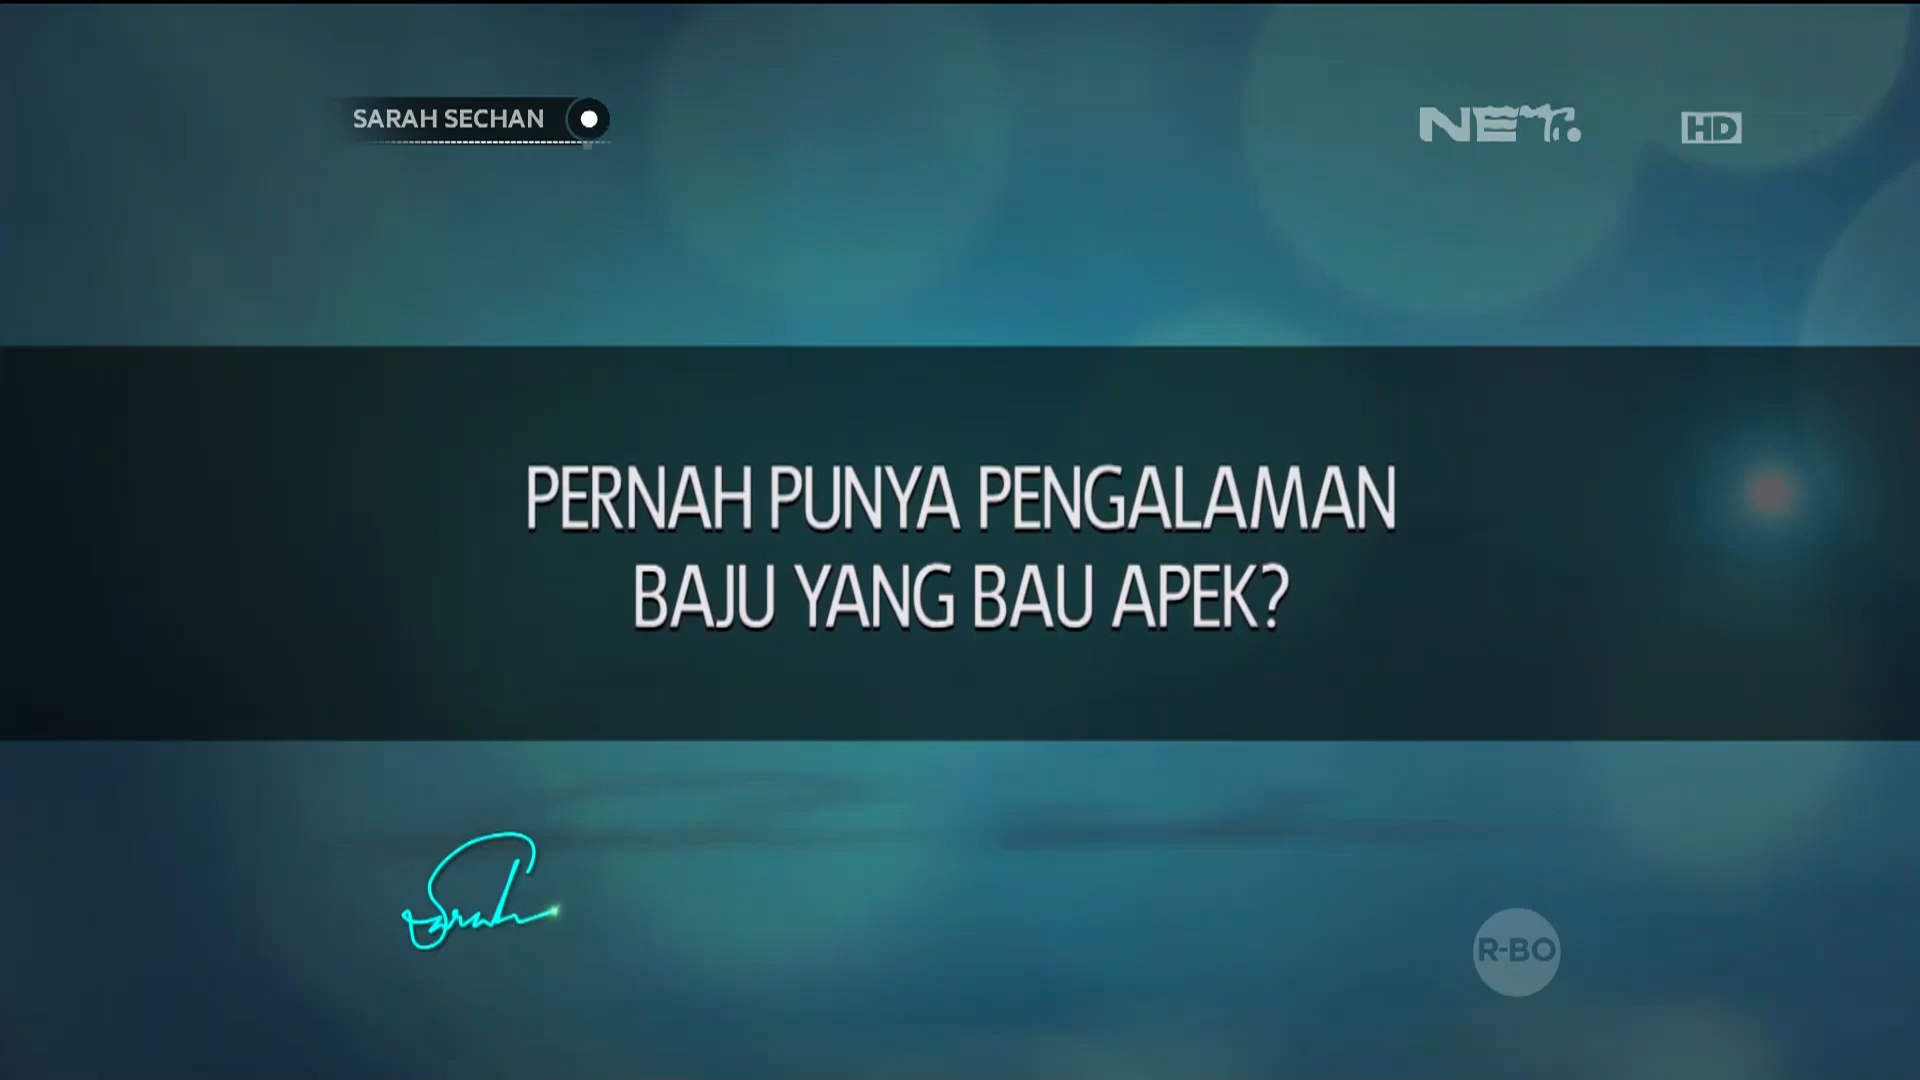 SARAH SECHAN
NET.
HD
PERNAH PUNYA PENGALAMAN
BAJU YANG BAU APEK?
Sarah
R-BO